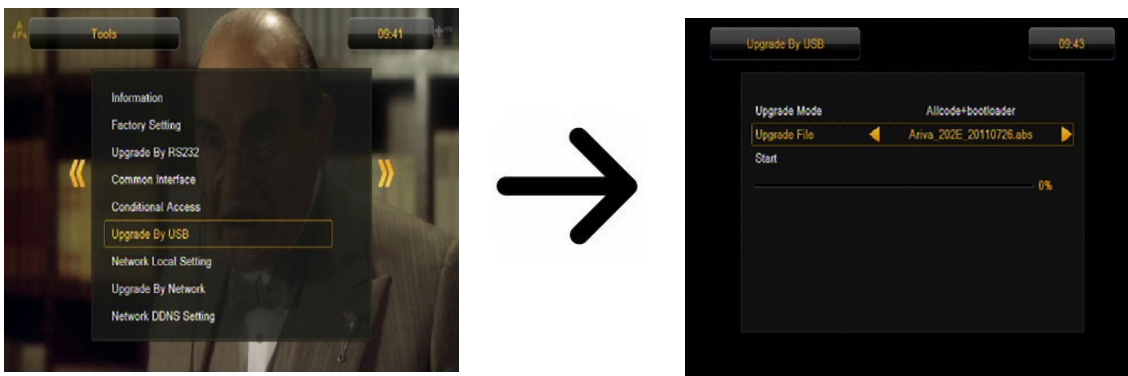 Tools
09:41
Information
Factory Setting
Upgrade By RS232
Common Interface
Conditional Access
Upgrade By USB
Network Local Setting
Upgrade By Network
Network DDNS Setting
Upgrade By USB
09:43
Upgrade Mode Allcode+bootloader
Upgrade File Ariva_202E_20110726.abs
Start
0%